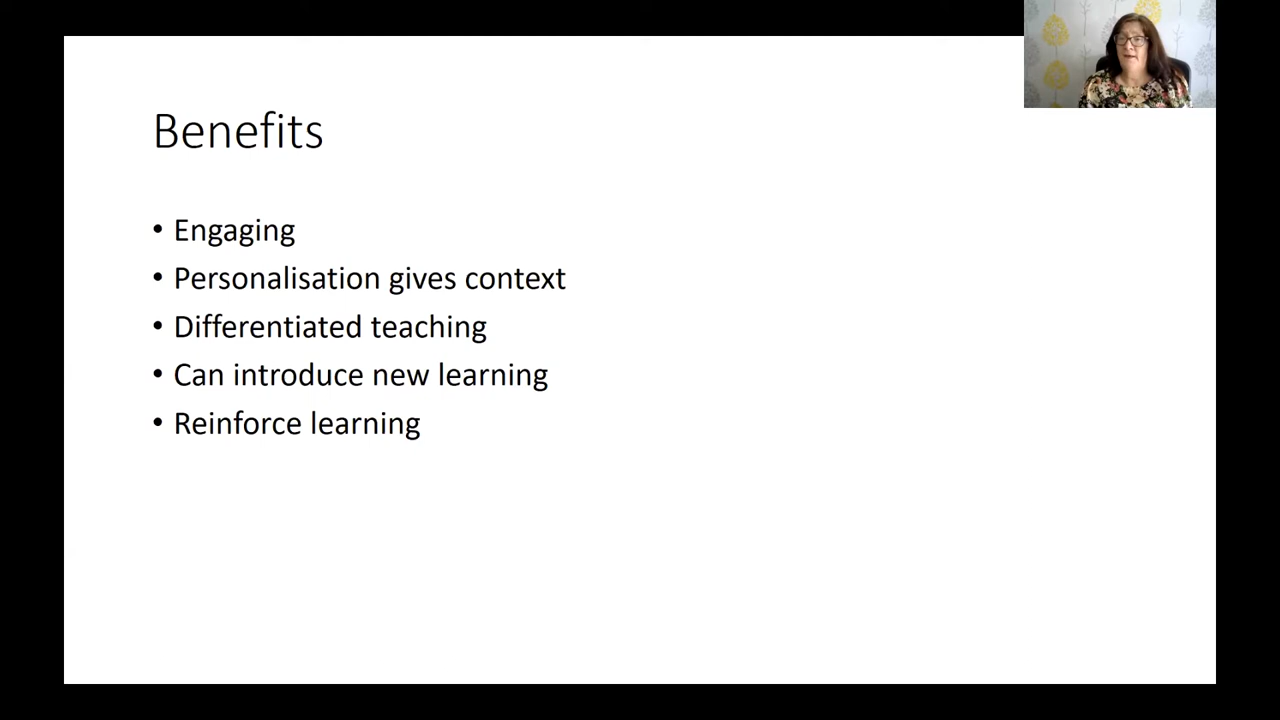 Benefits
• Engaging
• Personalisation gives context
• Differentiated teaching
• Can introduce new learning
• Reinforce learning